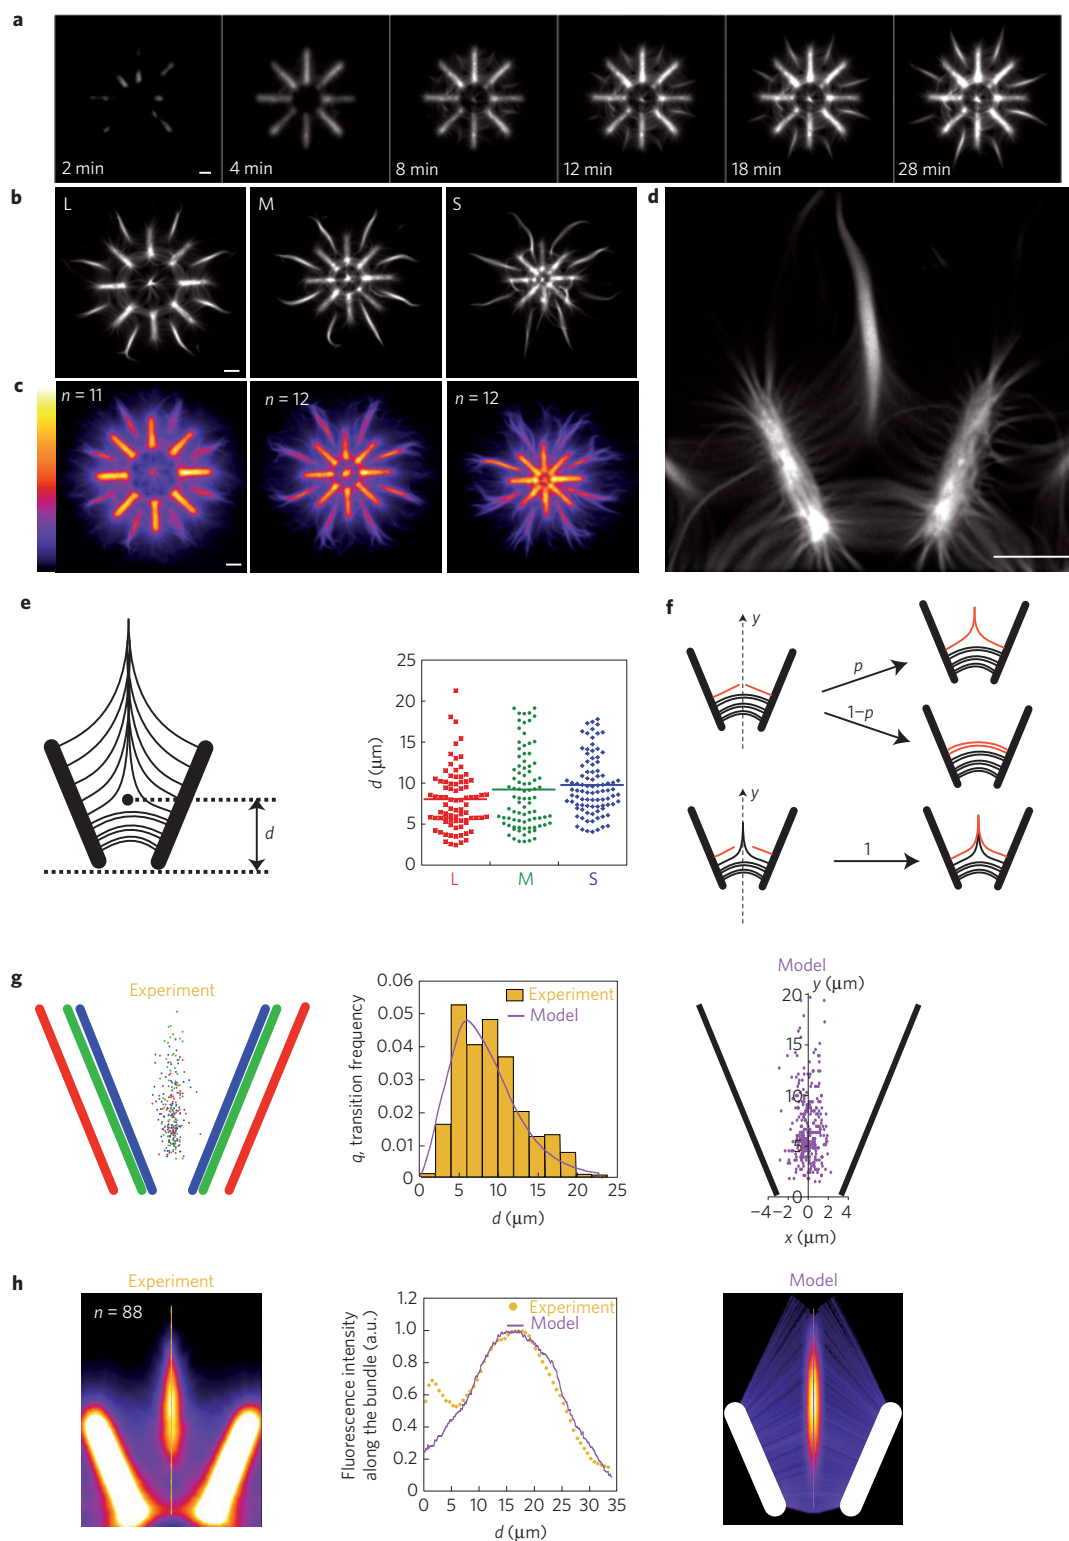 a
2 min
4 min
8 min
12 min
18 min
28 min
b
L
M
S
d
c
n = 11
n = 12
n = 12
e
25
20
15
10
5
0
d (μm)
L
M
S
d
f
y
p
1–p
y
1
g
Experiment
0.06
0.05
0.04
0.03
0.02
0.01
0
q, transition frequency
Experiment
Model
0
5
10
15
20
25
d (μm)
Model
y (μm)
20
15
10
5
0
–4
–2
0
2
4
x (μm)
h
Experiment
n = 88
1.2
1.0
0.8
0.6
0.4
0.2
0
Fluorescence intensity
along the bundle (a.u.)
Experiment
Model
0
5
10
15
20
25
30
35
d (μm)
Model